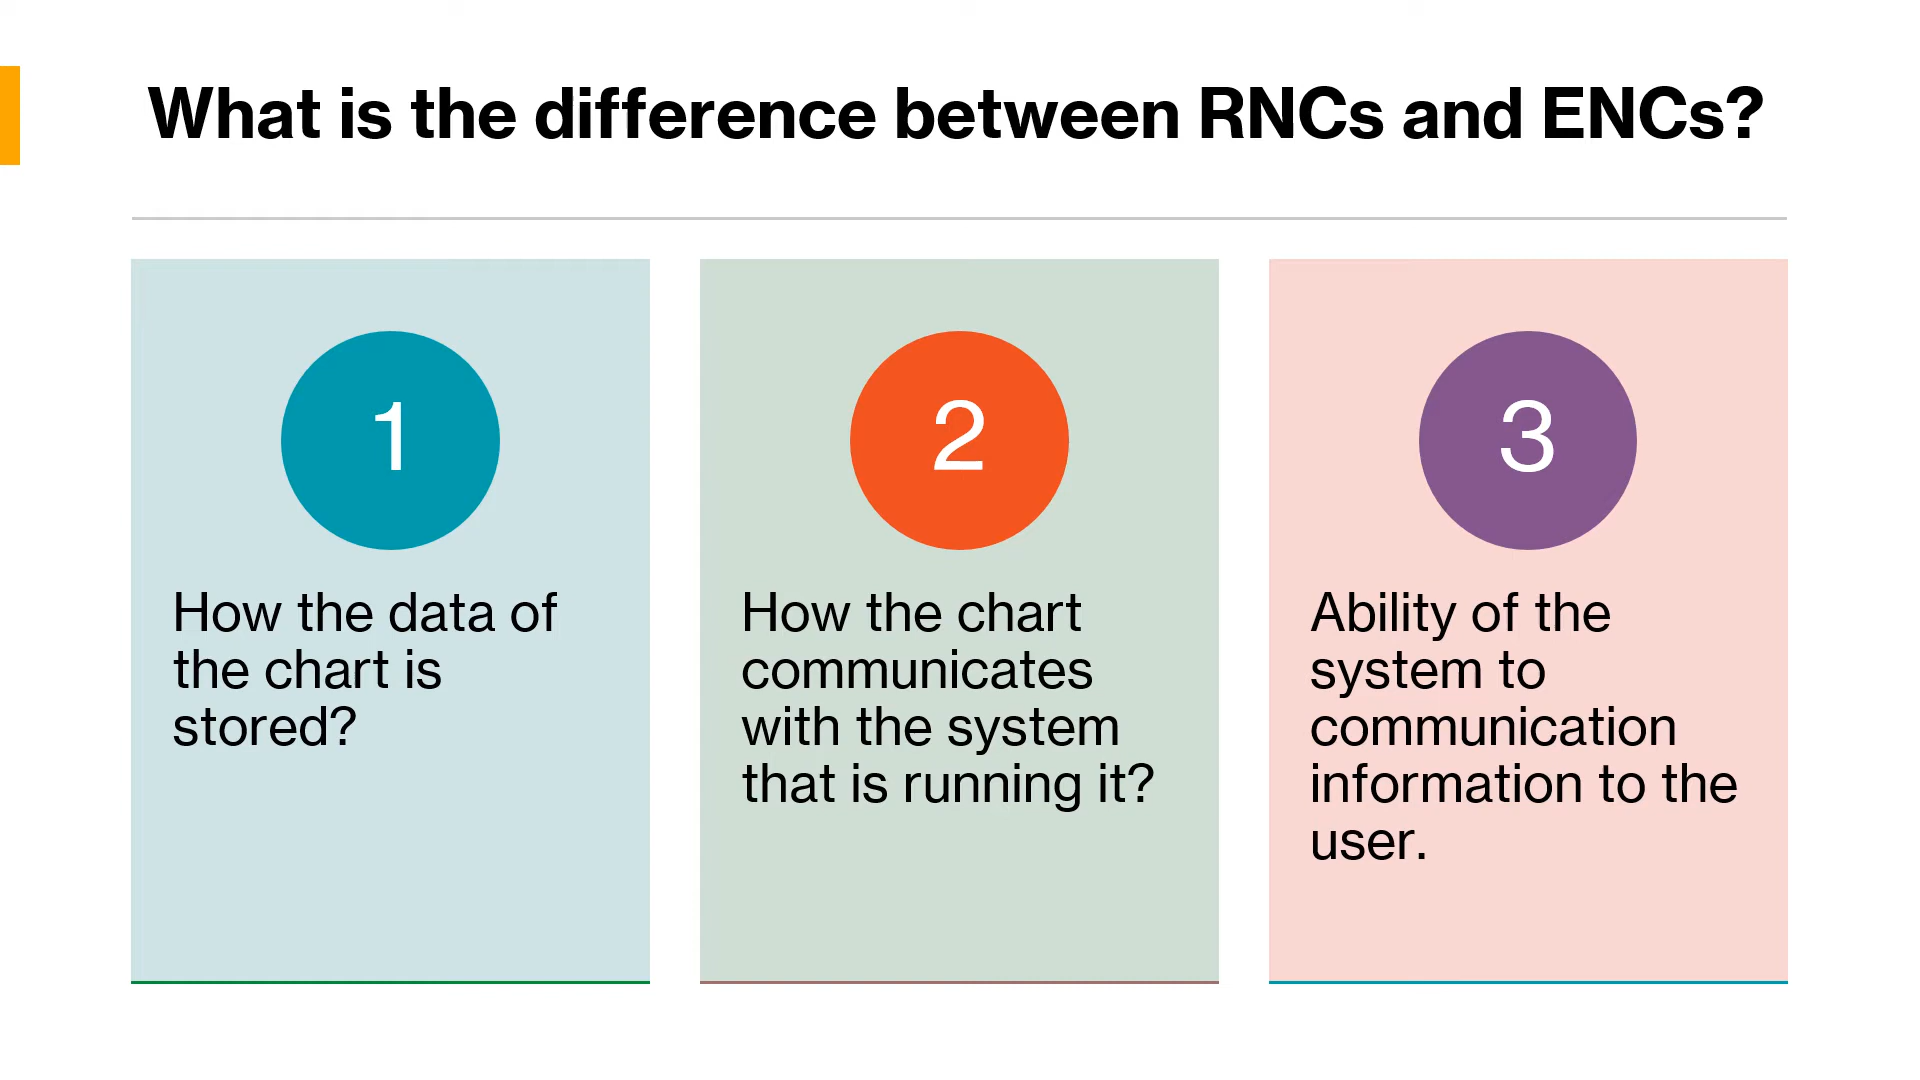 What is the difference between RNCs and ENCs?
1
How the data of
the chart is
stored?
2
How the chart
communicates
with the system
that is running it?
3
Ability of the
system to
communication
information to the
user.